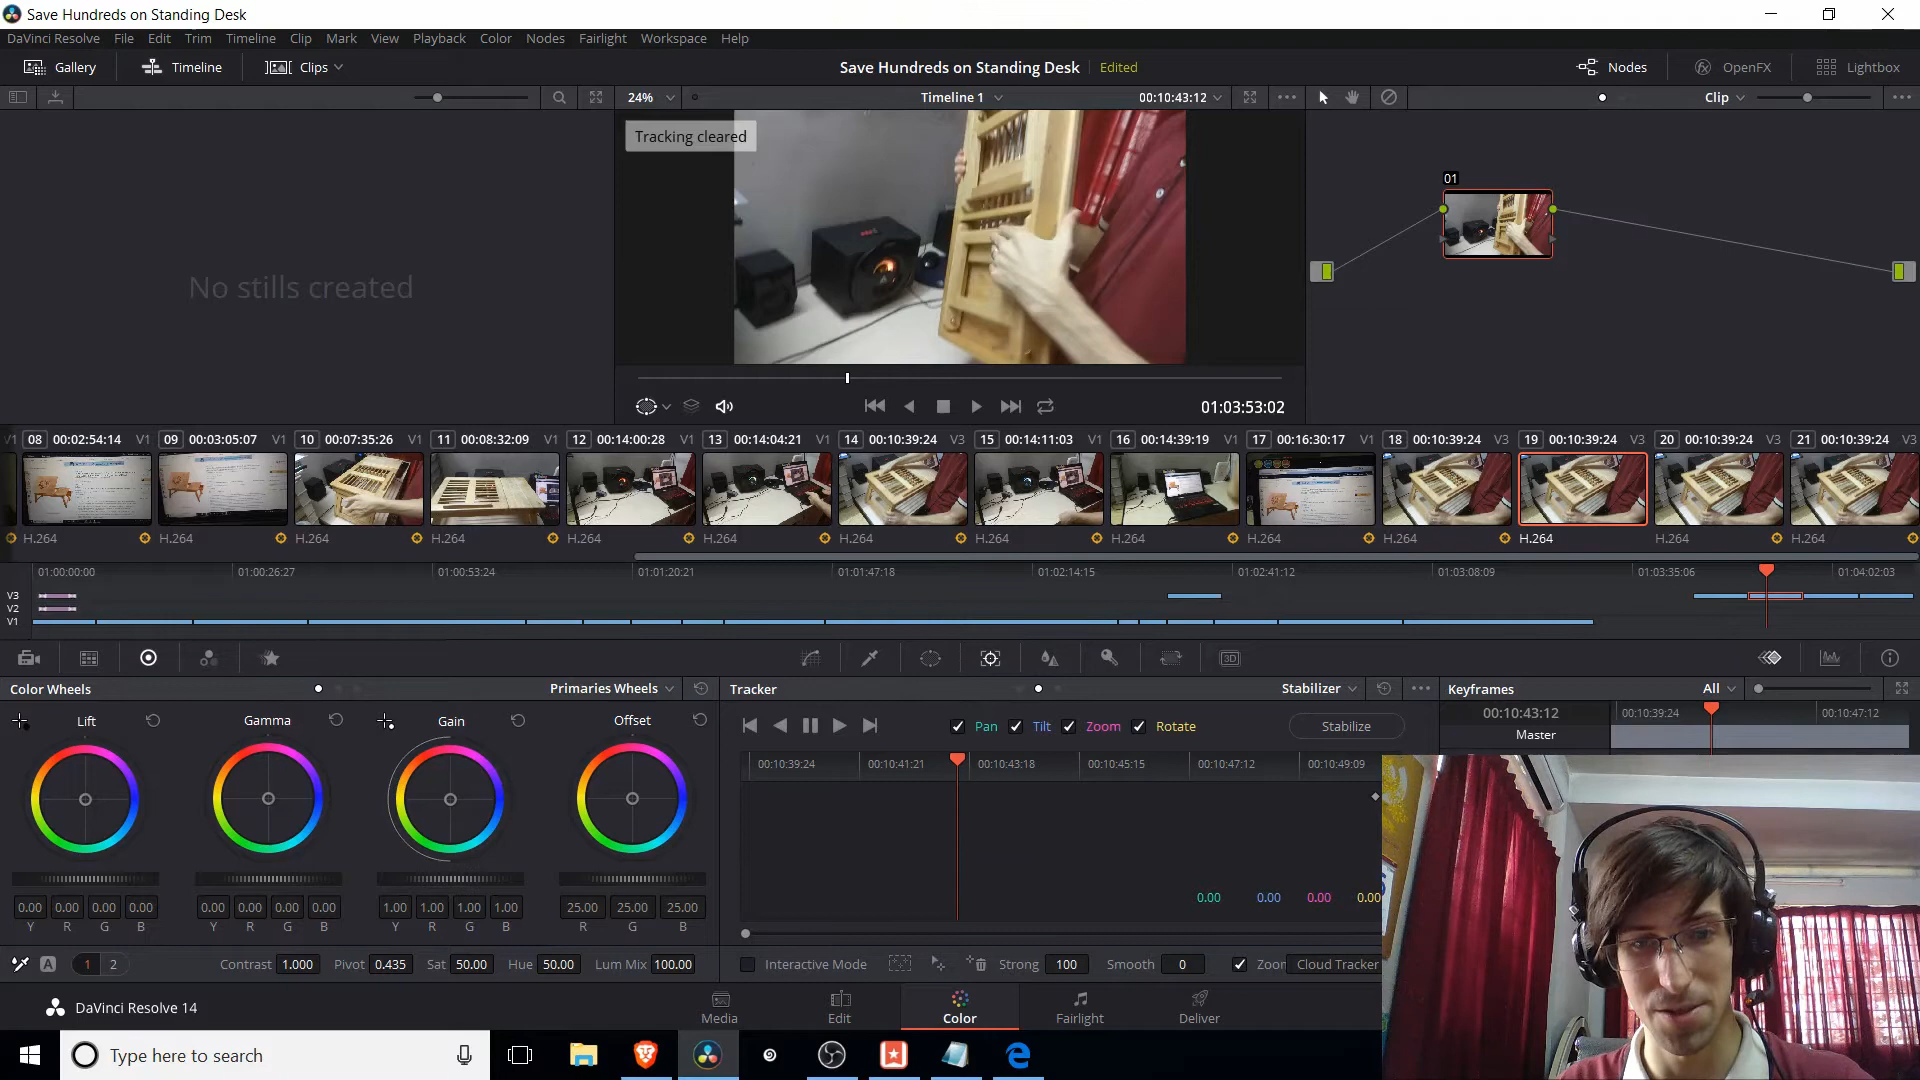 Save Hundreds on Standing Desk
DaVinci Resolve File Edit Trim Timeline Clip Mark View Playback Color Nodes Fairlight Workspace Help
Gallery Timeline Clips Save Hundreds on Standing Desk Edited Nodes OpenFX Lightbox
24% Timeline 1 00:10:43:12 Clip
Tracking cleared
01
No stills created
01:03:53:02
V1 08 00:02:54:14 V1 09 00:03:05:07 V1 10 00:07:35:26 V1 11 00:08:32:09 V1 12 00:14:00:28 V1 13 00:14:04:21 V1 14 00:10:39:24 V3 15 00:14:11:03 V1 16 00:14:39:19 V1 17 00:16:30:17 V1 18 00:10:39:24 V3 19 00:10:39:24 V3 20 00:10:39:24 V3 21 00:10:39:24 V3
H.264 H.264 H.264 H.264 H.264 H.264 H.264 H.264 H.264 H.264 H.264 H.264 H.264 H.264
01:00:00:00 01:00:26:27 01:00:53:24 01:01:20:21 01:01:47:18 01:02:14:15 01:02:41:12 01:03:08:09 01:03:35:06 01:04:02:03
V3
V2
V1
3D
Color Wheels Primaries Wheels Tracker Stabilizer Keyframes All
Lift Gamma Gain Offset Pan Tilt Zoom Rotate Stabilize 00:10:43:12 00:10:39:24 00:10:47:12
Master
00:10:39:24 00:10:41:21 00:10:43:18 00:10:45:15 00:10:47:12 00:10:49:09
0.00 0.00 0.00 0.00
0.00 0.00 0.00 0.00 0.00 0.00 0.00 0.00 1.00 1.00 1.00 1.00 25.00 25.00 25.00
Y R G B Y R G B Y R G B R G B
A 1 2 Contrast 1.000 Pivot 0.435 Sat 50.00 Hue 50.00 Lum Mix 100.00 Interactive Mode Strong 100 Smooth 0 Zoom Cloud Tracker
DaVinci Resolve 14 Media Edit Color Fairlight Deliver
Type here to search